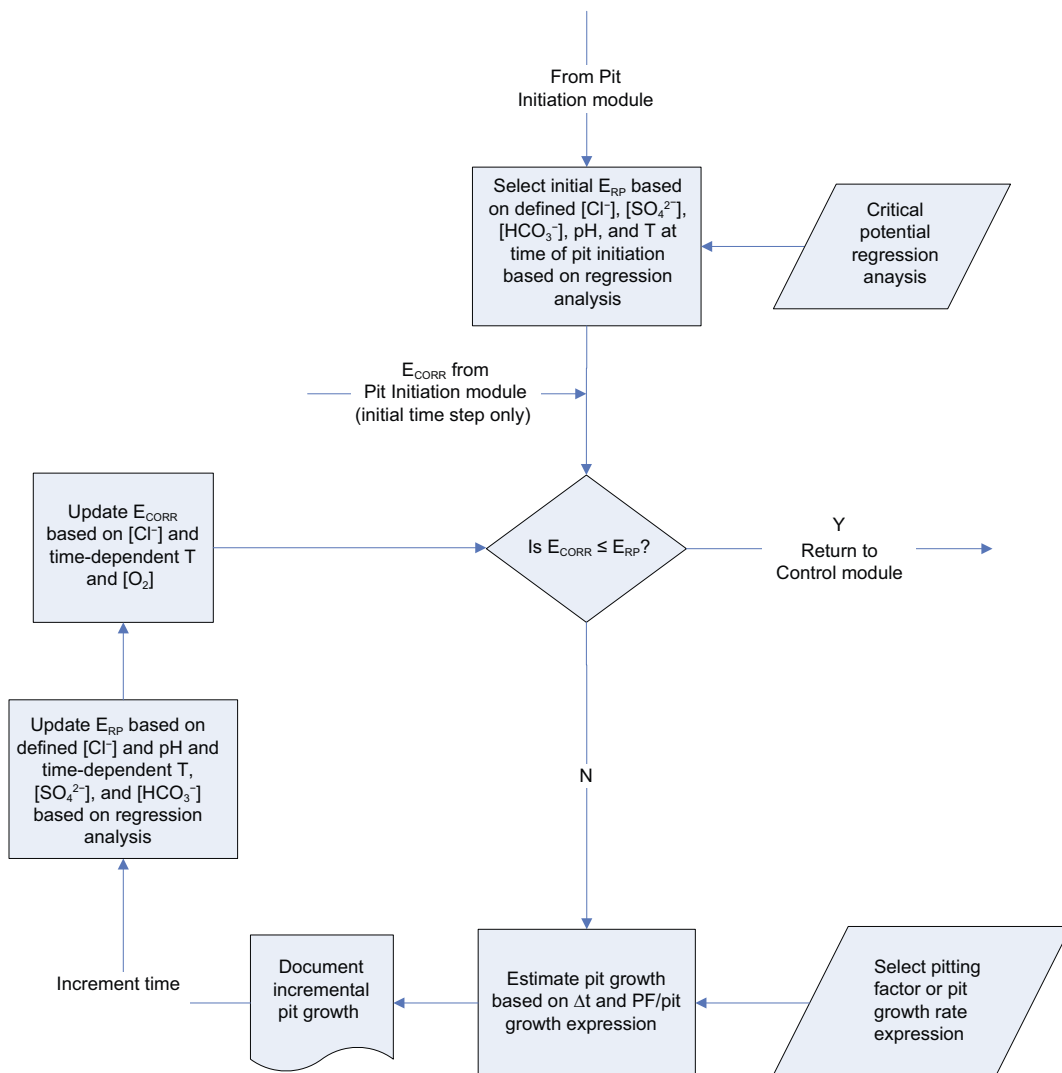 From Pit
Initiation module
Select initial E_RP based
on defined [Cl⁻], [SO₄²⁻],
[HCO₃⁻], pH, and T at
time of pit initiation
based on regression
analysis
Critical
potential
regression
anaysis
E_CORR from
Pit Initiation module
(initial time step only)
Update E_CORR
based on [Cl⁻] and
time-dependent T
and [O₂]
Is E_CORR ≤ E_RP?
Y
Return to
Control module
Update E_RP based on
defined [Cl⁻] and pH and
time-dependent T,
[SO₄²⁻], and [HCO₃⁻]
based on regression
analysis
N
Increment time
Document
incremental
pit growth
Estimate pit growth
based on Δt and PF/pit
growth expression
Select pitting
factor or pit
growth rate
expression